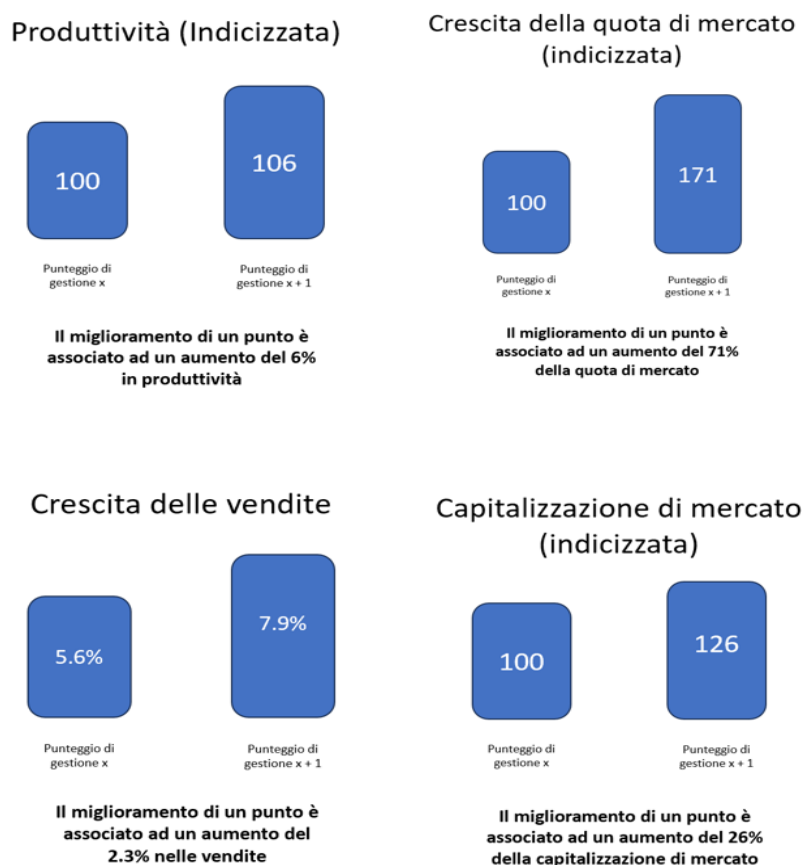 Produttività (Indicizzata)
100
106
Punteggio di
gestione x
Punteggio di
gestione x + 1
Il miglioramento di un punto è
associato ad un aumento del 6%
in produttività
Crescita della quota di mercato
(indicizzata)
100
171
Punteggio di
gestione x
Punteggio di
gestione x + 1
Il miglioramento di un punto è
associato ad un aumento del 71%
della quota di mercato
Crescita delle vendite
5.6%
7.9%
Punteggio di
gestione x
Punteggio di
gestione x + 1
Il miglioramento di un punto è
associato ad un aumento del
2.3% nelle vendite
Capitalizzazione di mercato
(indicizzata)
100
126
Punteggio di
gestione x
Punteggio di
gestione x + 1
Il miglioramento di un punto è
associato ad un aumento del 26%
della capitalizzazione di mercato